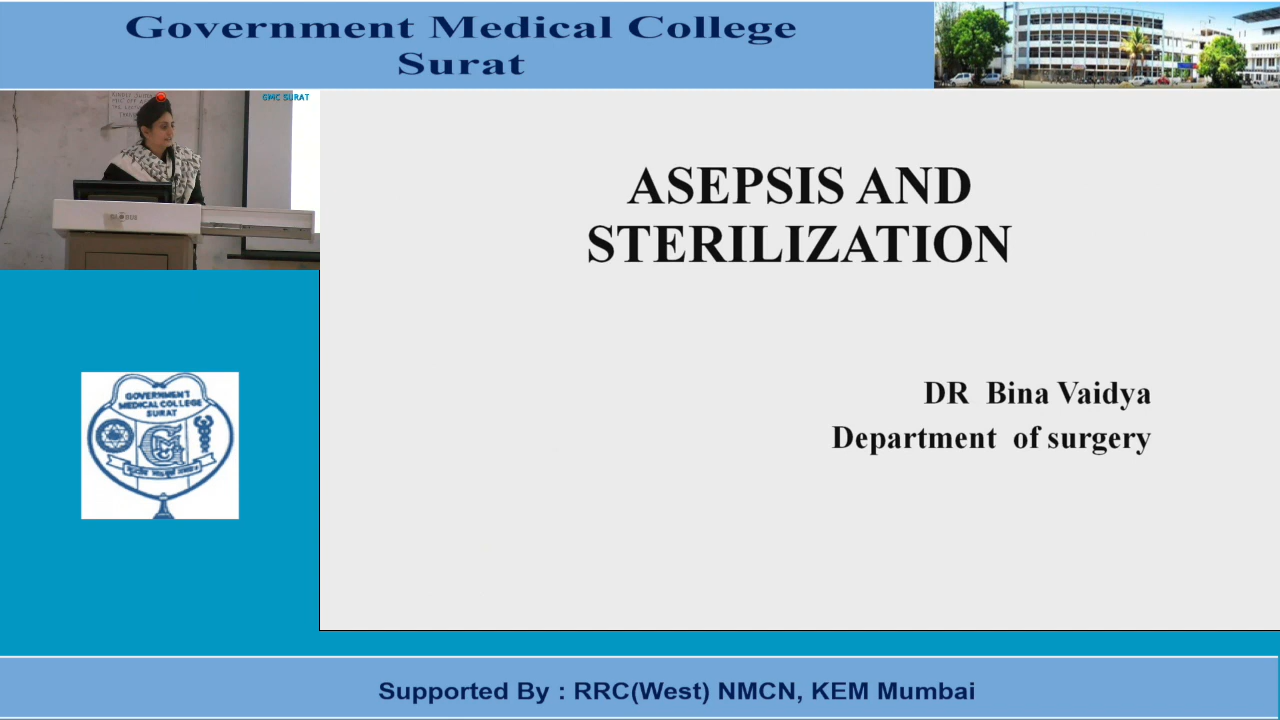 Government Medical College
Surat
GMC SURAT
ASEPSIS AND
STERILIZATION
DR Bina Vaidya
Department of surgery
GOVERNMENT
MEDICAL COLLEGE
SURAT
Supported By : RRC(West) NMCN, KEM Mumbai